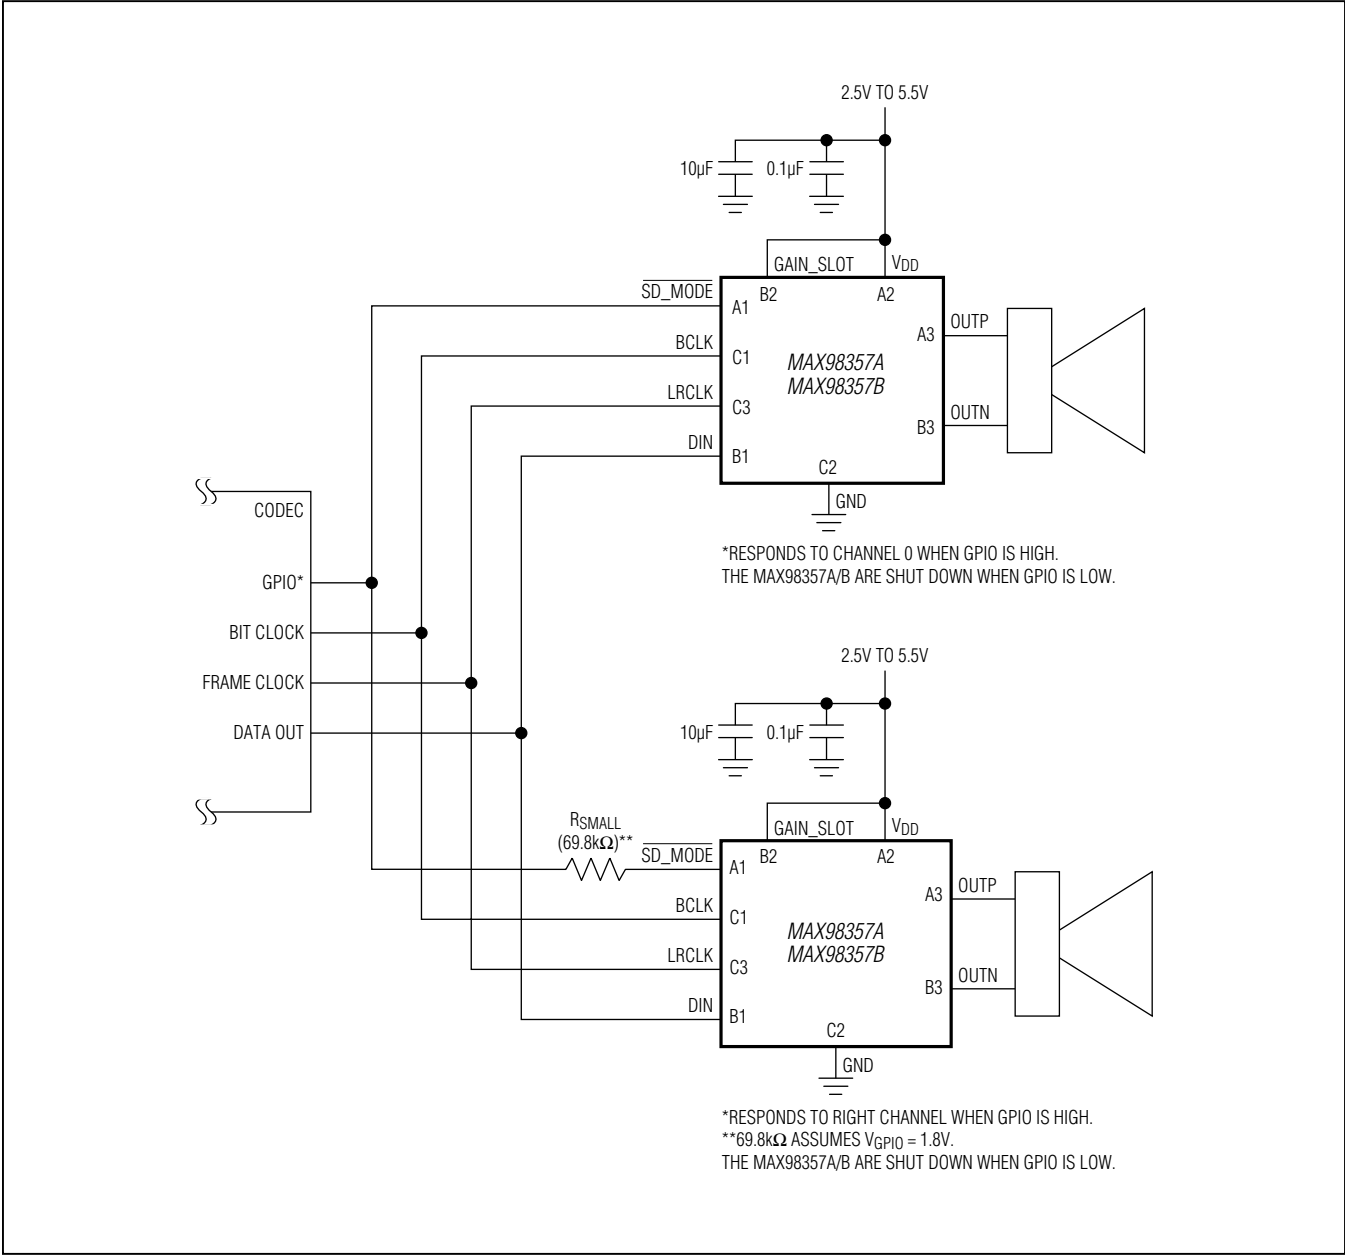 2.5V TO 5.5V
10µF
0.1µF
GAIN_SLOT
VDD
SD_MODE
B2
A2
A1
OUTP
A3
BCLK
C1
MAX98357A
MAX98357B
LRCLK
C3
OUTN
B3
DIN
B1
C2
GND
CODEC
GPIO*
BIT CLOCK
FRAME CLOCK
DATA OUT
*RESPONDS TO CHANNEL 0 WHEN GPIO IS HIGH.
THE MAX98357A/B ARE SHUT DOWN WHEN GPIO IS LOW.
2.5V TO 5.5V
10µF
0.1µF
RSMALL
(69.8kΩ)**
GAIN_SLOT
VDD
SD_MODE
B2
A2
A1
OUTP
A3
BCLK
C1
MAX98357A
MAX98357B
LRCLK
C3
OUTN
B3
DIN
B1
C2
GND
*RESPONDS TO RIGHT CHANNEL WHEN GPIO IS HIGH.
**69.8kΩ ASSUMES VGPIO = 1.8V.
THE MAX98357A/B ARE SHUT DOWN WHEN GPIO IS LOW.